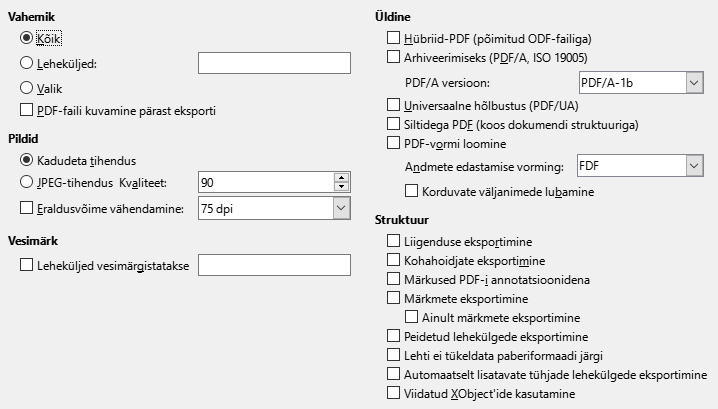 Vahemik
Kõik
Leheküljed:
Valik
PDF-faili kuvamine pärast eksporti
Pildid
Kadudeta tihendus
JPEG-tihendus Kvaliteet: 90
Eraldusvõime vähendamine: 75 dpi
Vesimärk
Leheküljed vesimärgistatakse
Üldine
Hübriid-PDF (põimitud ODF-failiga)
Arhiveerimiseks (PDF/A, ISO 19005)
PDF/A versioon: PDF/A-1b
Universaalne hõlbustus (PDF/UA)
Siltidega PDF (koos dokumendi struktuuriga)
PDF-vormi loomine
Andmete edastamise vorming: FDF
Korduvate väljanimede lubamine
Struktuur
Liigenduse eksportimine
Kohahoidjate eksportimine
Märkused PDF-i annotatsioonidena
Märkmete eksportimine
Ainult märkmete eksportimine
Peidetud lehekülgede eksportimine
Lehti ei tükeldata paberiformaadi järgi
Automaatselt lisatavate tühjade lehekülgede eksportimine
Viidatud XObject'ide kasutamine